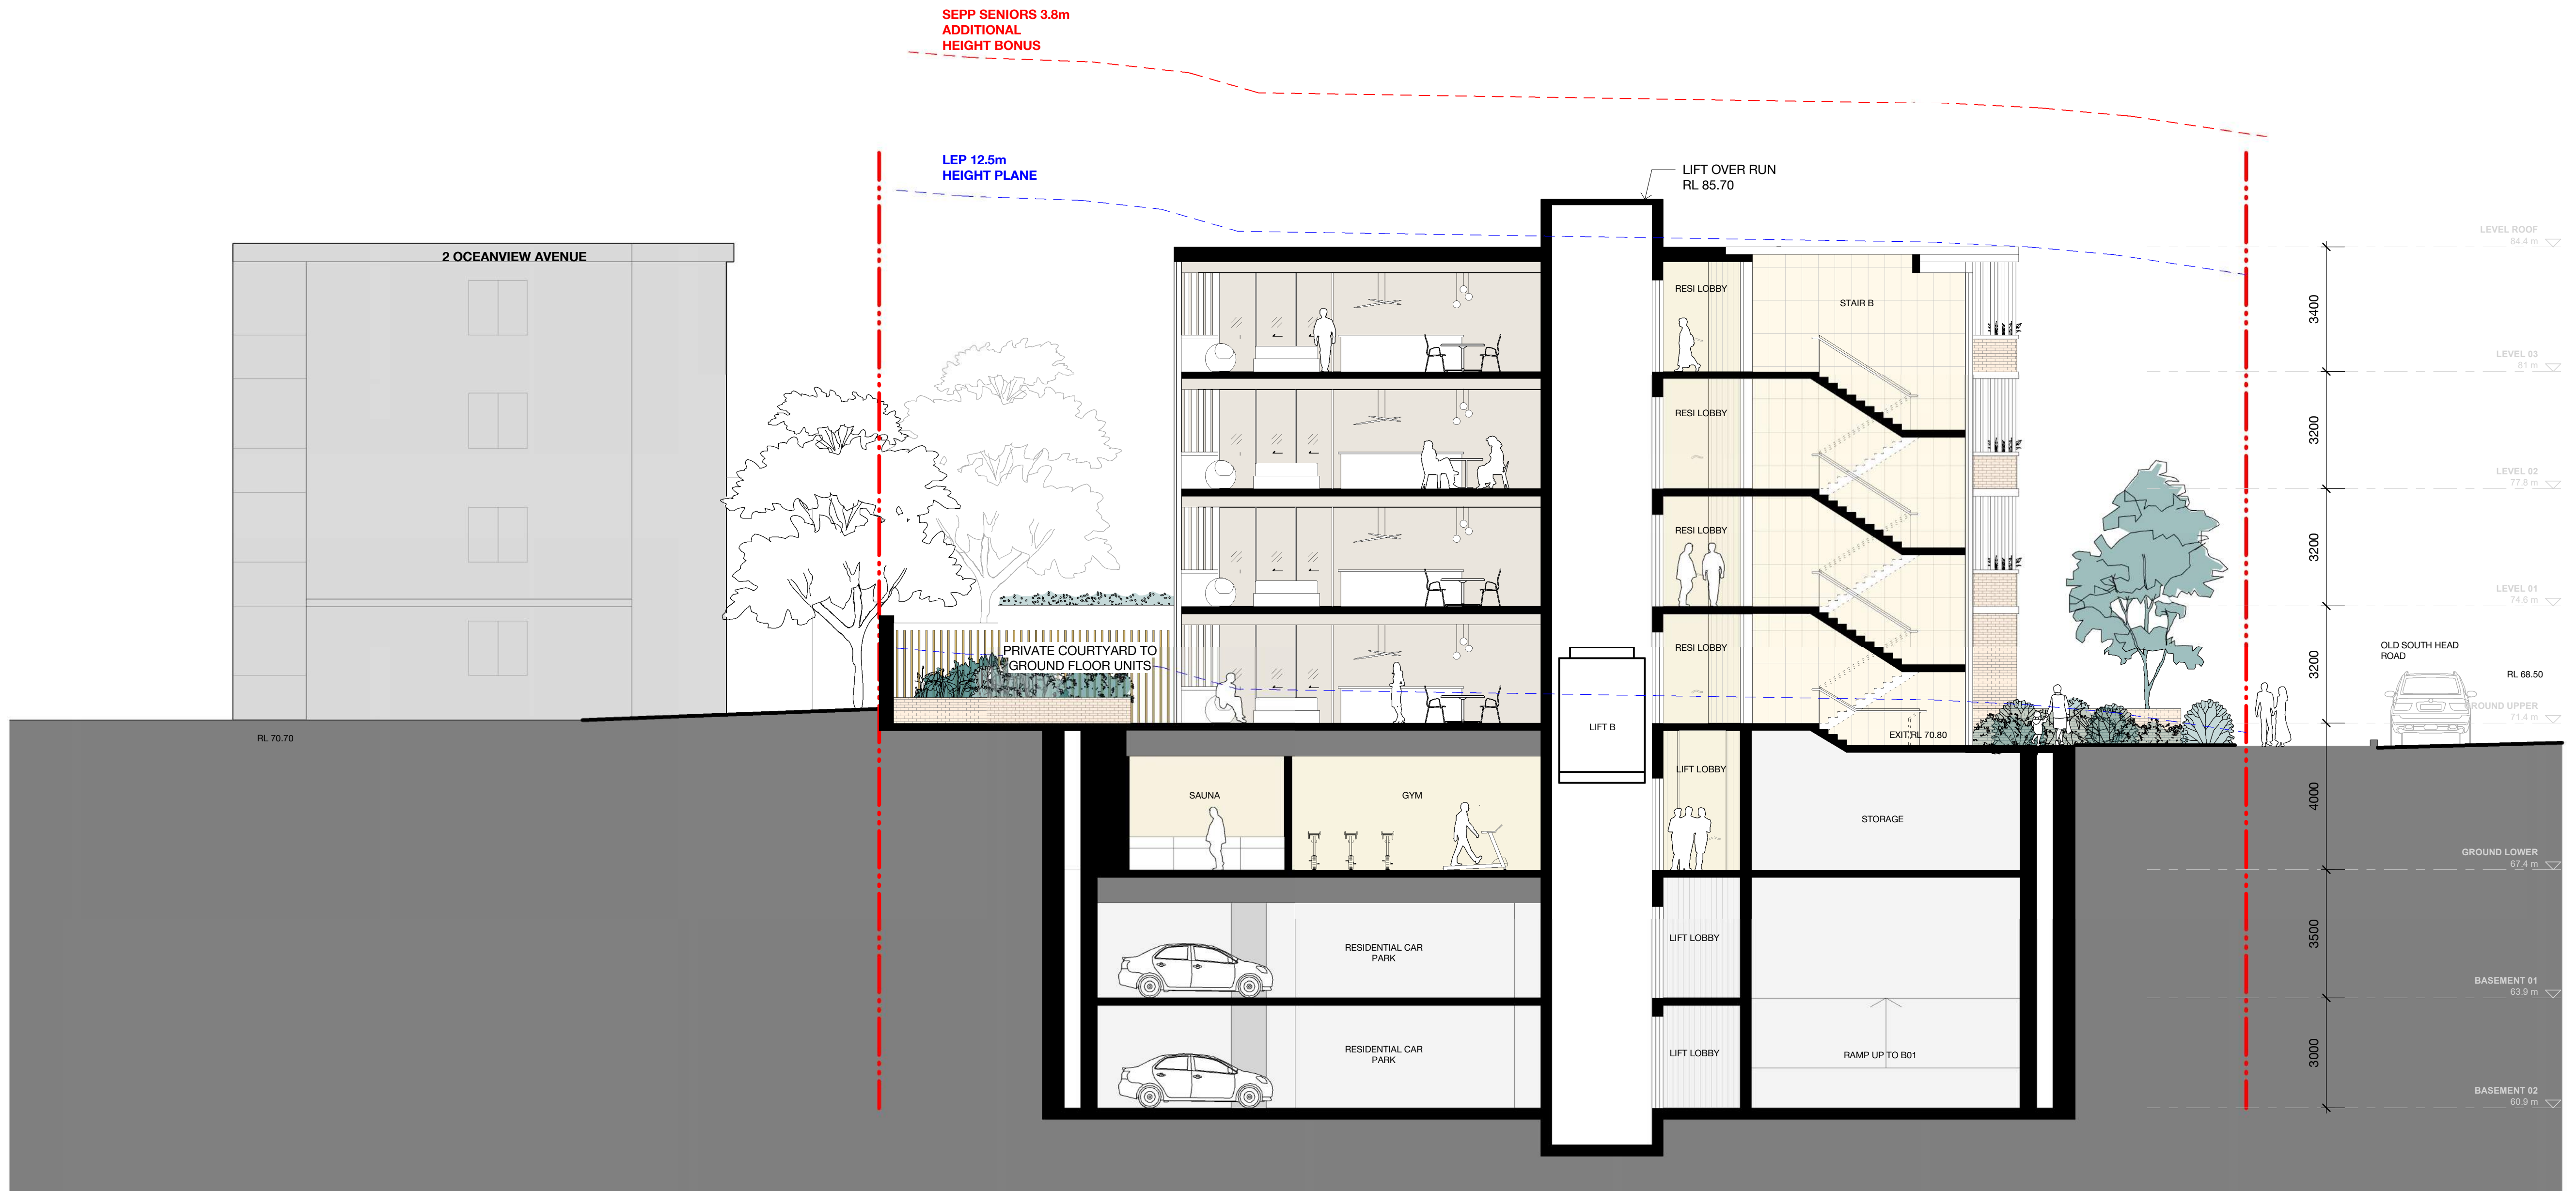 SEPP SENIORS 3.8m
ADDITIONAL
HEIGHT BONUS
LEP 12.5m
HEIGHT PLANE
LIFT OVER RUN
RL 85.70
2 OCEANVIEW AVENUE
LEVEL ROOF
84.4 m
RESI LOBBY
STAIR B
3400
LEVEL 03
81 m
RESI LOBBY
3200
LEVEL 02
77.8 m
RESI LOBBY
3200
LEVEL 01
74.6 m
PRIVATE COURTYARD TO
GROUND FLOOR UNITS
RESI LOBBY
3200
OLD SOUTH HEAD
ROAD
RL 68.50
GROUND UPPER
71.4 m
LIFT B
EXIT RL 70.80
RL 70.70
LIFT LOBBY
SAUNA
GYM
4000
STORAGE
GROUND LOWER
67.4 m
RESIDENTIAL CAR
PARK
LIFT LOBBY
3500
BASEMENT 01
63.9 m
RESIDENTIAL CAR
PARK
LIFT LOBBY
RAMP UP TO B01
3000
BASEMENT 02
60.9 m